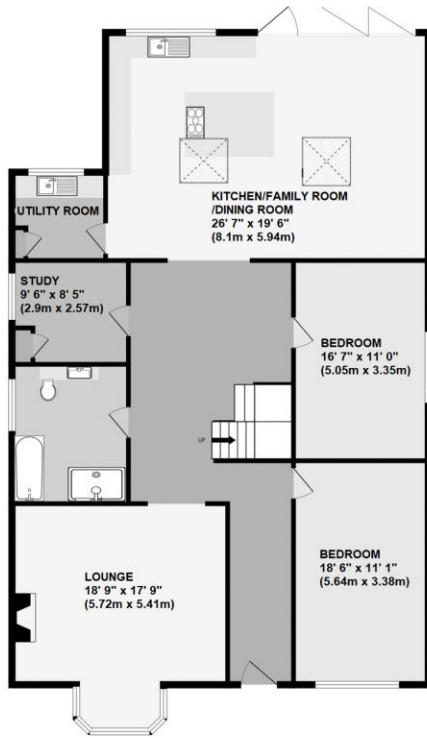 KITCHEN/FAMILY ROOM
/DINING ROOM
26' 7" x 19' 6"
(8.1m x 5.94m)
UTILITY ROOM
STUDY
9' 6" x 8' 5"
(2.9m x 2.57m)
BEDROOM
16' 7" x 11' 0"
(5.05m x 3.35m)
UP
BEDROOM
18' 6" x 11' 1"
(5.64m x 3.38m)
LOUNGE
18' 9" x 17' 9"
(5.72m x 5.41m)